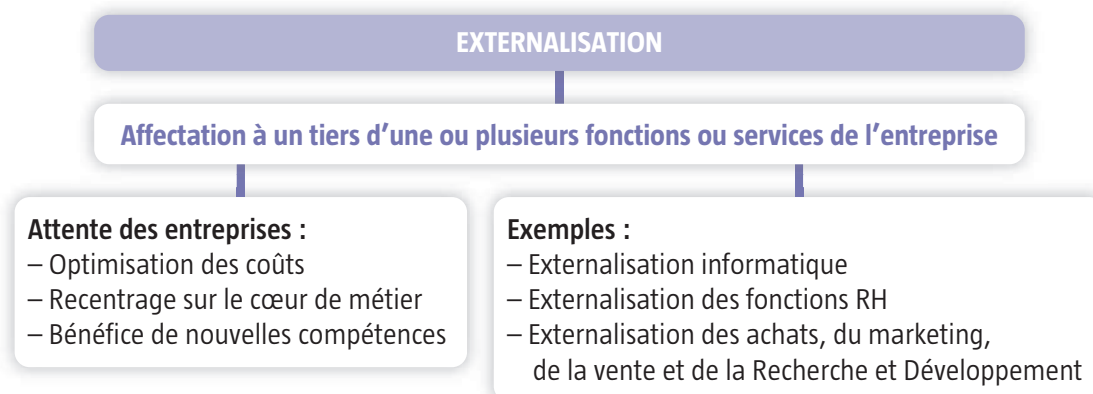 EXTERNALISATION
Affectation à un tiers d'une ou plusieurs fonctions ou services de l'entreprise
Attente des entreprises :
– Optimisation des coûts
– Recentrage sur le cœur de métier
– Bénéfice de nouvelles compétences
Exemples :
– Externalisation informatique
– Externalisation des fonctions RH
– Externalisation des achats, du marketing,
de la vente et de la Recherche et Développement